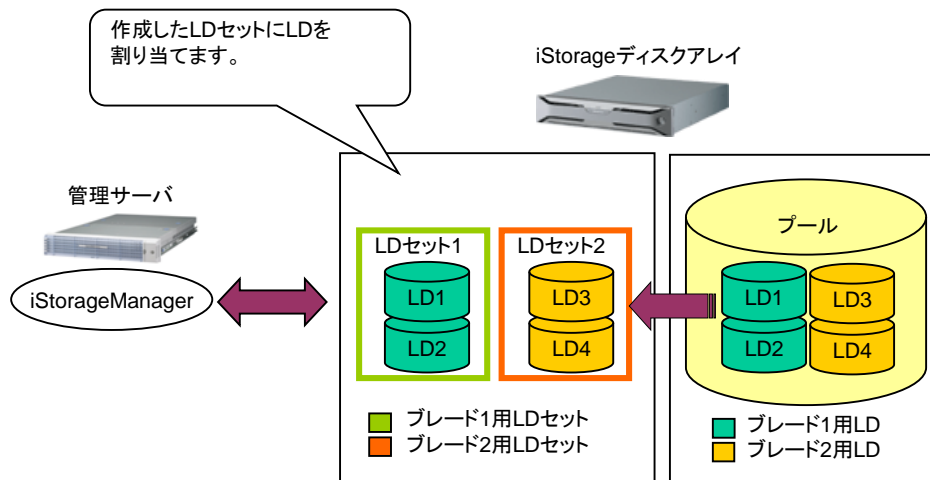 作成したLDセットにLDを
割り当てます。
iStorageディスクアレイ
管理サーバ
iStorageManager
LDセット1
LD1
LD2
LDセット2
LD3
LD4
ブレード1用LDセット
ブレード2用LDセット
プール
LD1
LD3
LD2
LD4
ブレード1用LD
ブレード2用LD